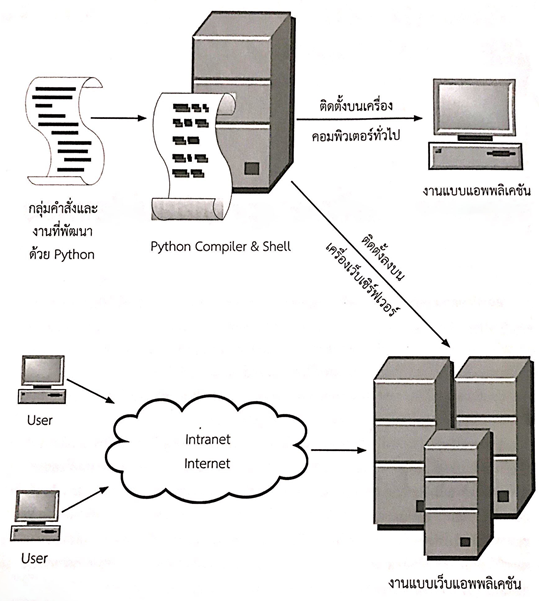 ติดตั้งบนเครื่อง
คอมพิวเตอร์ทั่วไป
งานแบบแอพพลิเคชัน
กลุ่มคำสั่งและ
งานที่พัฒนา
ด้วย Python
Python Compiler & Shell
ติดตั้งลงบน
เครื่องเว็บเซิร์ฟเวอร์
User
Intranet
Internet
User
งานแบบเว็บแอพพลิเคชัน